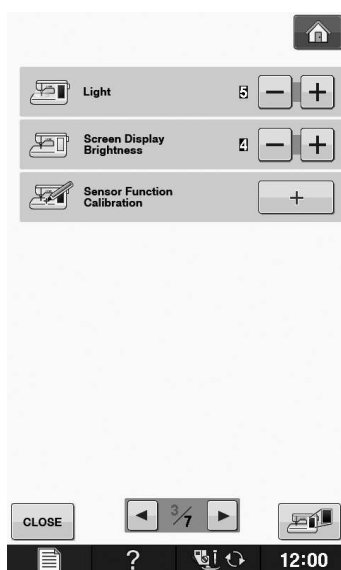 Light 5
Screen Display
Brightness 4
Sensor Function
Calibration
CLOSE 3/7
? 12:00